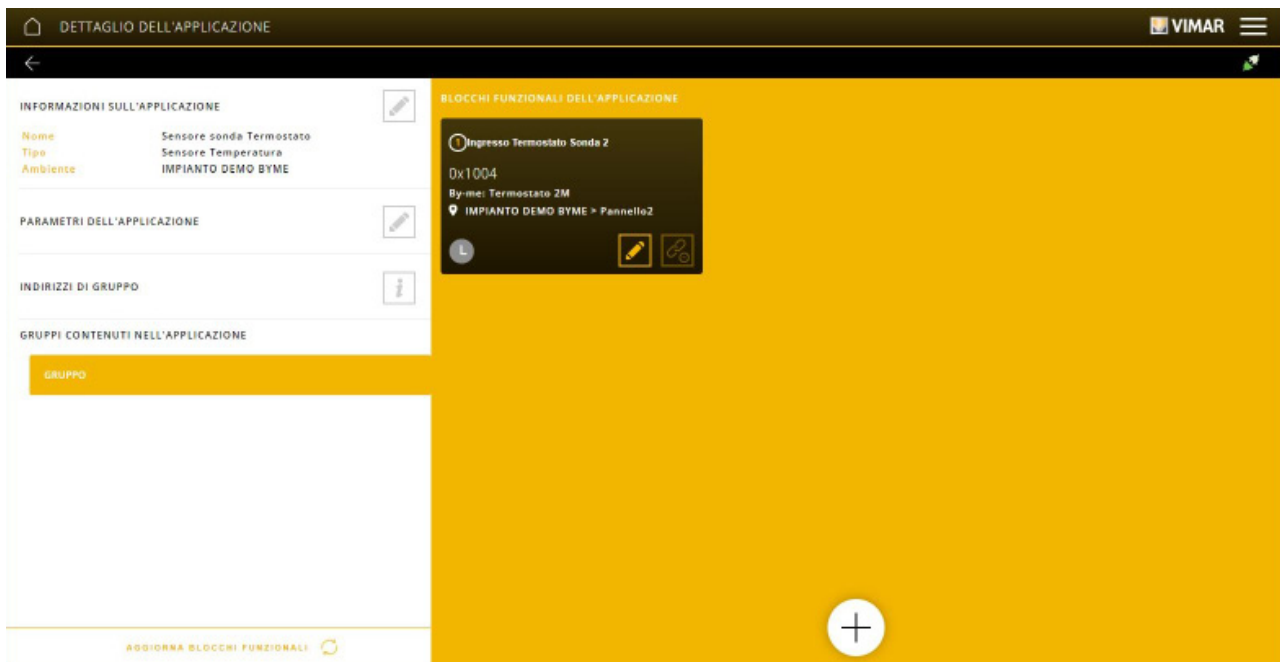 DETTAGLIO DELL'APPLICAZIONE
VIMAR
INFORMAZIONI SULL'APPLICAZIONE
Nome Sensore sonda Termostato
Tipo Sensore Temperatura
Ambiente IMPIANTO DEMO BYME
PARAMETRI DELL'APPLICAZIONE
INDIRIZZI DI GRUPPO
i
GRUPPI CONTENUTI NELL'APPLICAZIONE
GRUPPO
AGGIORNA BLOCCHI FUNZIONALI
BLOCCHI FUNZIONALI DELL'APPLICAZIONE
1 Ingresso Termostato Sonda 2
0x1004
By-me: Termostato 2M
IMPIANTO DEMO BYME > Pannello2
L